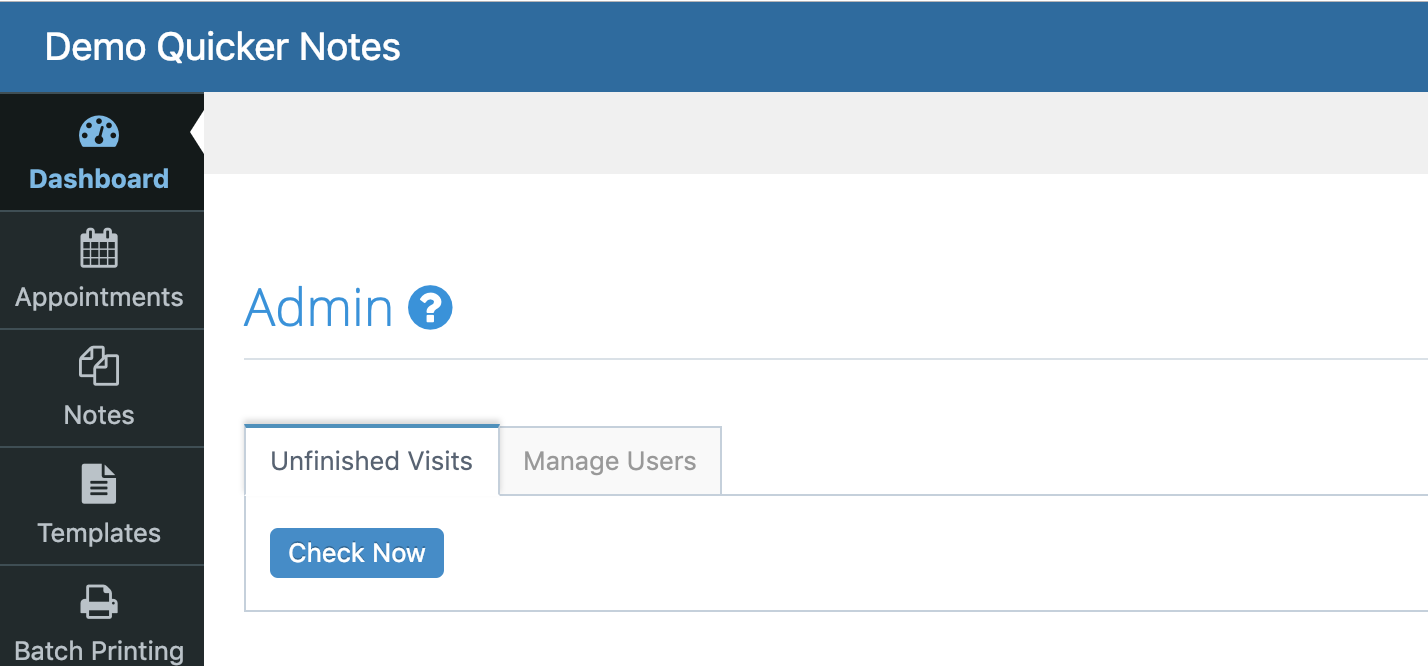 Demo Quicker Notes
Dashboard
Appointments
Notes
Templates
Batch Printing
Admin ?
Unfinished Visits
Manage Users
Check Now